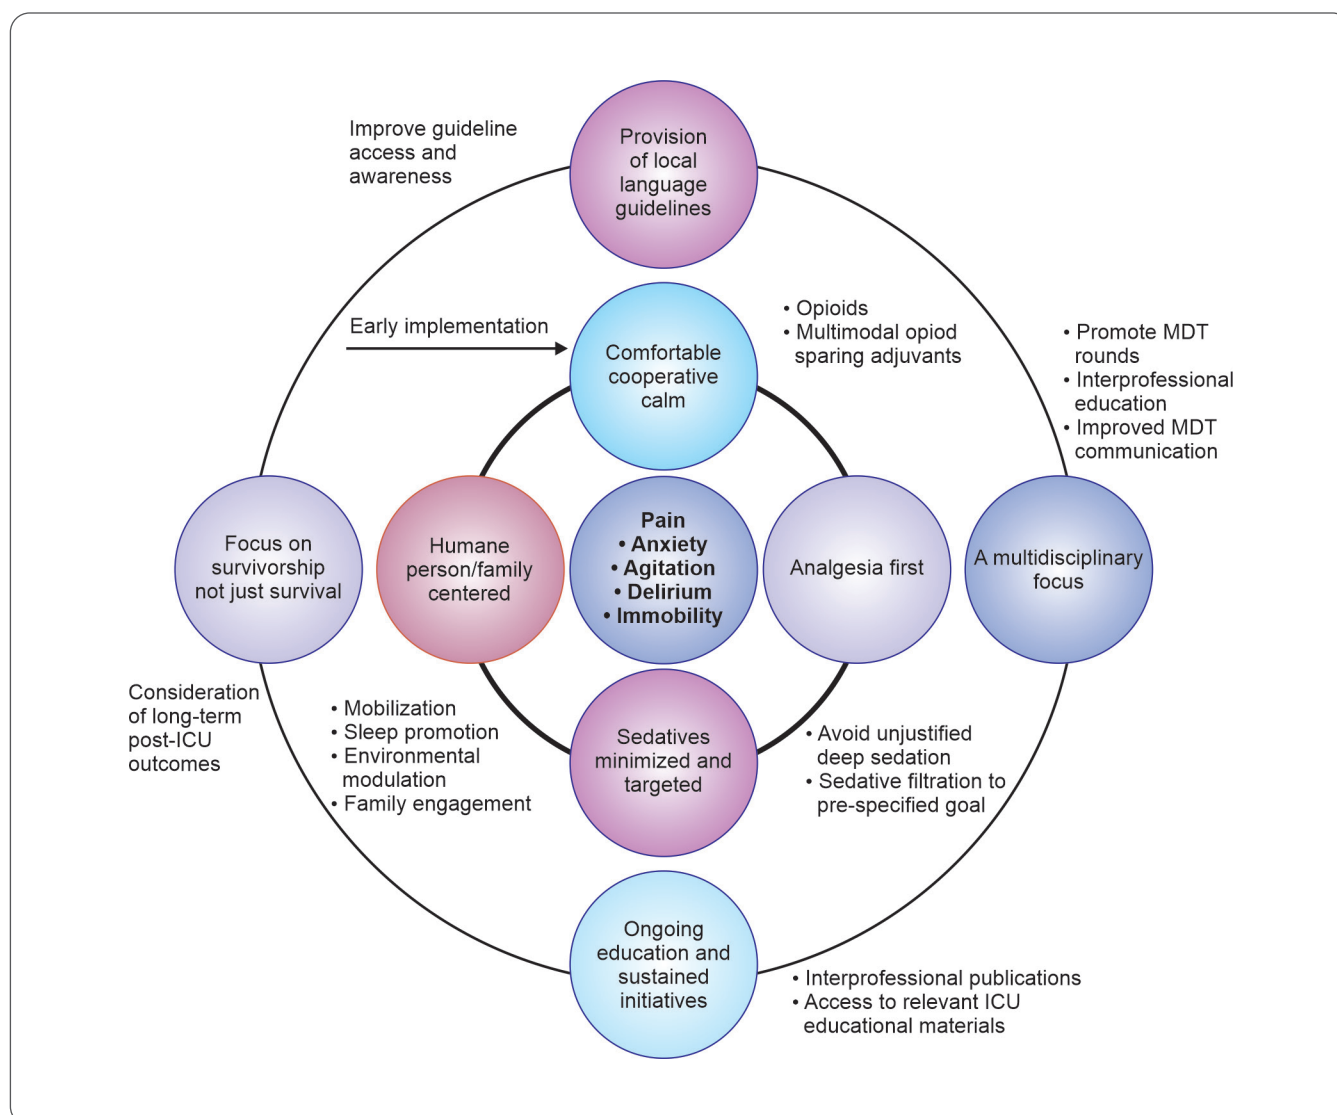 Improve guideline
access and
awareness
Provision
of local
language
guidelines
Early implementation
Comfortable
cooperative
calm
• Opioids
• Multimodal opiod
sparing adjuvants
• Promote MDT
rounds
• Interprofessional
education
• Improved MDT
communication
Focus on
survivorship
not just survival
Humane
person/family
centered
Pain
• Anxiety
• Agitation
• Delirium
• Immobility
Analgesia first
A multidisciplinary
focus
Consideration
of long-term
post-ICU
outcomes
• Mobilization
• Sleep promotion
• Environmental
modulation
• Family engagement
Sedatives
minimized and
targeted
• Avoid unjustified
deep sedation
• Sedative filtration to
pre-specified goal
Ongoing
education and
sustained
initiatives
• Interprofessional publications
• Access to relevant ICU
educational materials